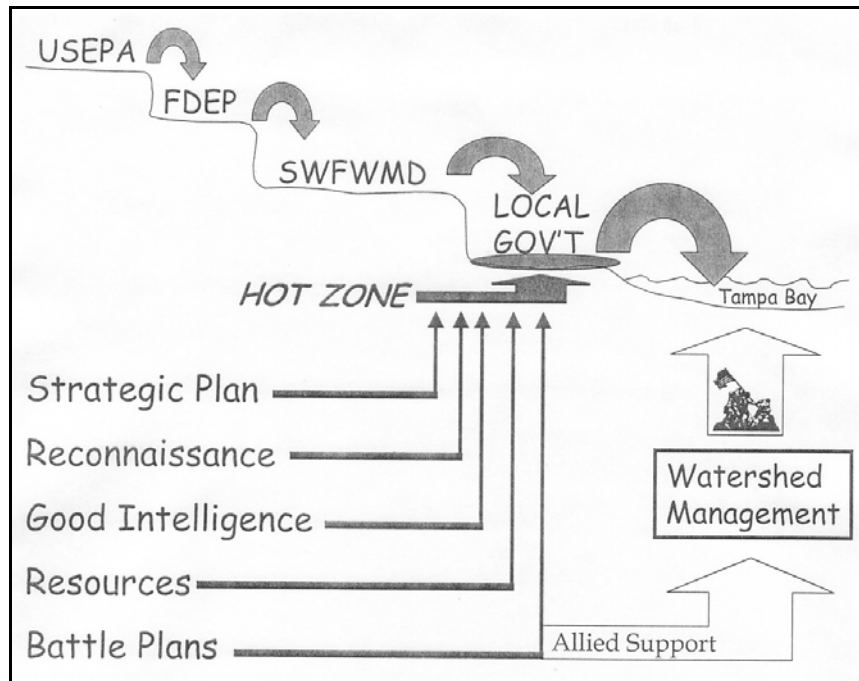 USEPA
FDEP
SWFWMD
LOCAL
GOV'T
Tampa Bay
HOT ZONE
Strategic Plan
Reconnaissance
Good Intelligence
Resources
Battle Plans
Allied Support
Watershed
Management